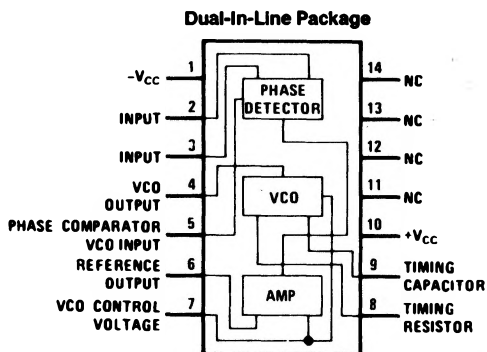 Dual-In-Line Package
-VCC 1
INPUT 2
INPUT 3
VCO
OUTPUT 4
PHASE COMPARATOR
VCO INPUT 5
REFERENCE
OUTPUT 6
VCO CONTROL
VOLTAGE 7
PHASE
DETECTOR
VCO
AMP
14 NC
13 NC
12 NC
11 NC
10 +VCC
9 TIMING
CAPACITOR
8 TIMING
RESISTOR